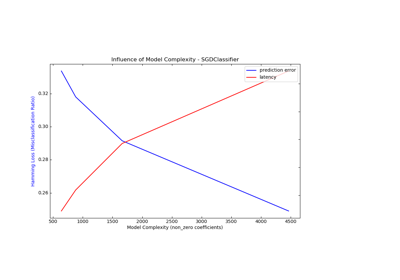 Influence of Model Complexity - SGDClassifier
prediction error
latency
Hamming Loss (Misclassification Ratio)
0.32
0.30
0.28
0.26
500 1000 1500 2000 2500 3000 3500 4000 4500
Model Complexity (non_zero coefficients)